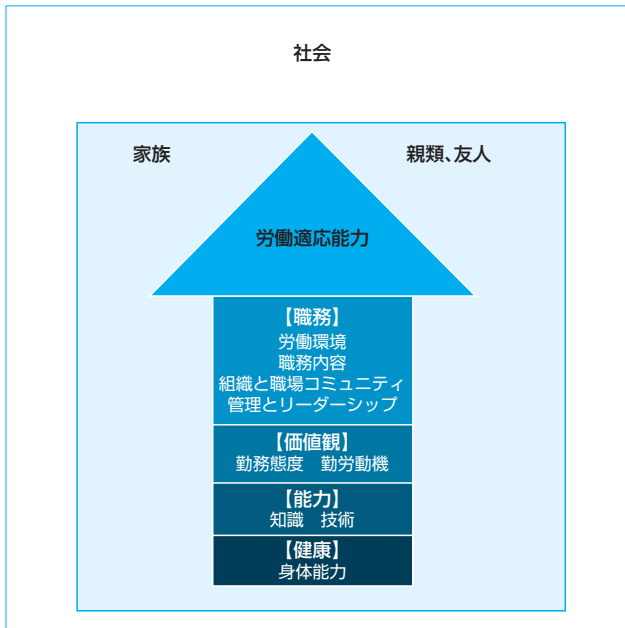 社会
家族
親類、友人
労働適応能力
【職務】
労働環境
職務内容
組織と職場コミュニティ
管理とリーダーシップ
【価値観】
勤務態度　勤労動機
【能力】
知識　技術
【健康】
身体能力